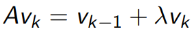 Av_k = v_{k-1} + λv_k